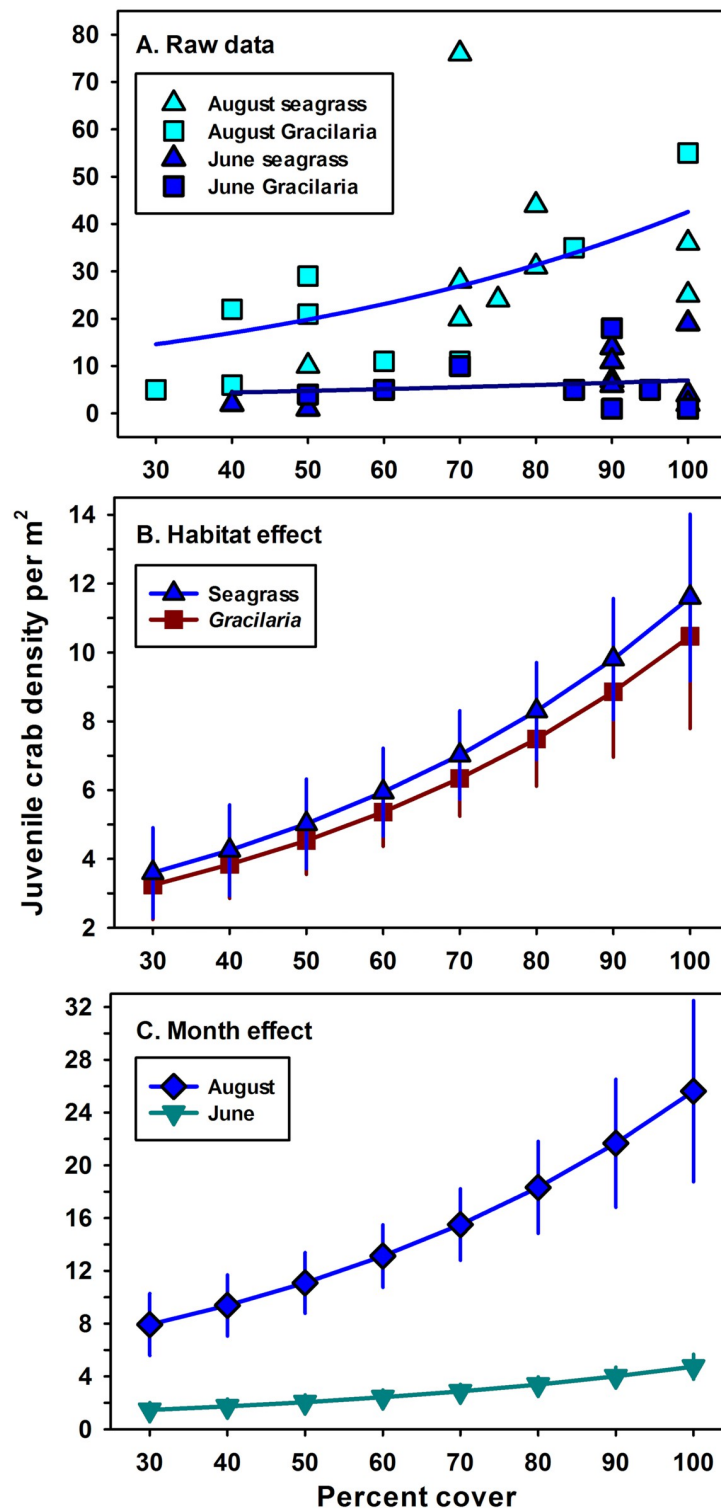 A. Raw data
August seagrass
August Gracilaria
June seagrass
June Gracilaria
80
70
60
50
40
30
20
10
0
30 40 50 60 70 80 90 100
Juvenile crab density per m²
B. Habitat effect
Seagrass
Gracilaria
14
12
10
8
6
4
2
30 40 50 60 70 80 90 100
C. Month effect
August
June
32
28
24
20
16
12
8
4
0
30 40 50 60 70 80 90 100
Percent cover